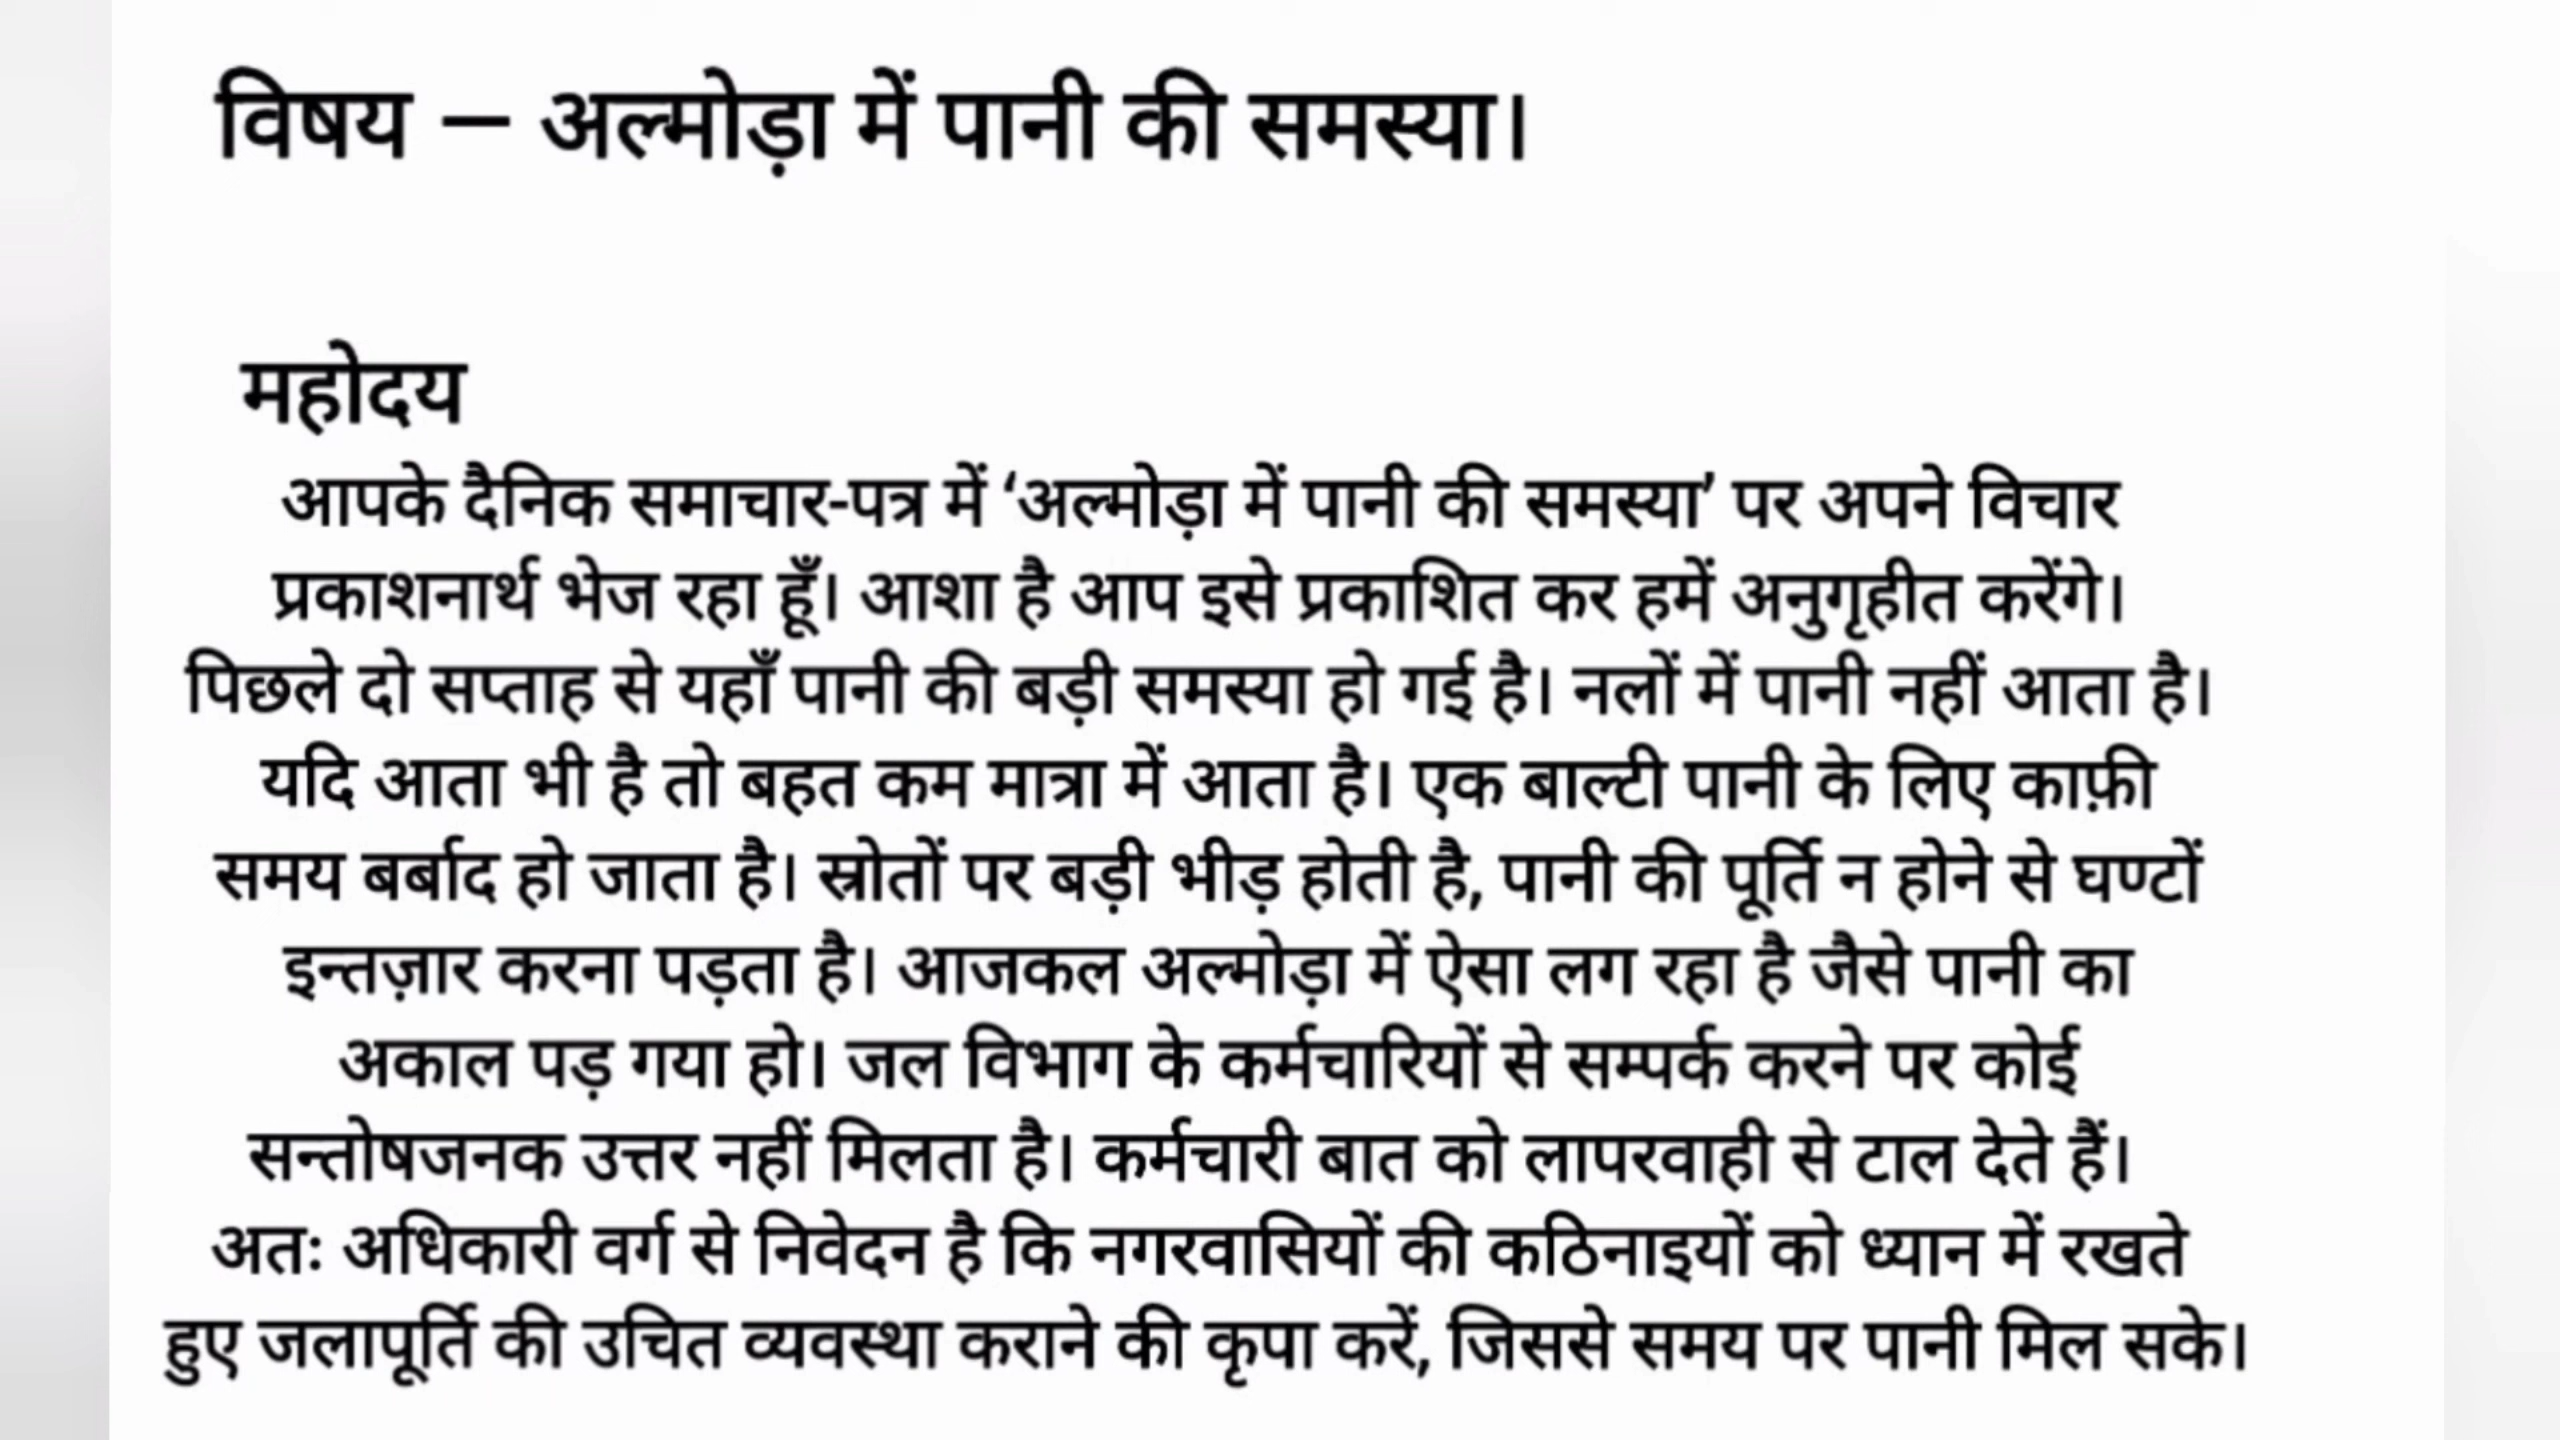 विषय – अल्मोड़ा में पानी की समस्या।
महोदय
आपके दैनिक समाचार-पत्र में ‘अल्मोड़ा में पानी की समस्या’ पर अपने विचार
प्रकाशनार्थ भेज रहा हूँ। आशा है आप इसे प्रकाशित कर हमें अनुगृहीत करेंगे।
पिछले दो सप्ताह से यहाँ पानी की बड़ी समस्या हो गई है। नलों में पानी नहीं आता है।
यदि आता भी है तो बहत कम मात्रा में आता है। एक बाल्टी पानी के लिए काफ़ी
समय बर्बाद हो जाता है। स्रोतों पर बड़ी भीड़ होती है, पानी की पूर्ति न होने से घण्टों
इन्तज़ार करना पड़ता है। आजकल अल्मोड़ा में ऐसा लग रहा है जैसे पानी का
अकाल पड़ गया हो। जल विभाग के कर्मचारियों से सम्पर्क करने पर कोई
सन्तोषजनक उत्तर नहीं मिलता है। कर्मचारी बात को लापरवाही से टाल देते हैं।
अतः अधिकारी वर्ग से निवेदन है कि नगरवासियों की कठिनाइयों को ध्यान में रखते
हुए जलापूर्ति की उचित व्यवस्था कराने की कृपा करें, जिससे समय पर पानी मिल सके।